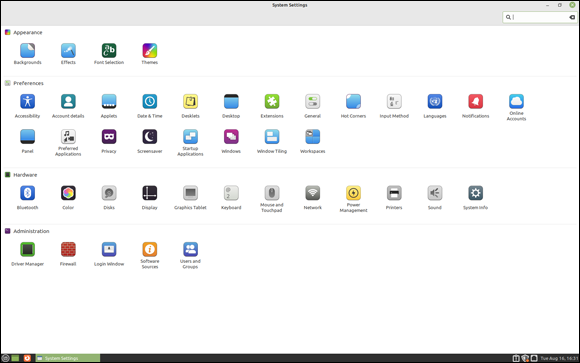 System Settings
Appearance
Backgrounds Effects Font Selection Themes
Preferences
Accessibility Account details Applets Date & Time Desklets Desktop Extensions General Hot Corners Input Method Languages Notifications Online Accounts
Panel Preferred Applications Privacy Screensaver Startup Applications Windows Window Tiling Workspaces
Hardware
Bluetooth Color Disks Display Graphics Tablet Keyboard Mouse and Touchpad Network Power Management Printers Sound System Info
Administration
Driver Manager Firewall Login Window Software Sources Users and Groups
System Settings Tue Aug 16, 16:31